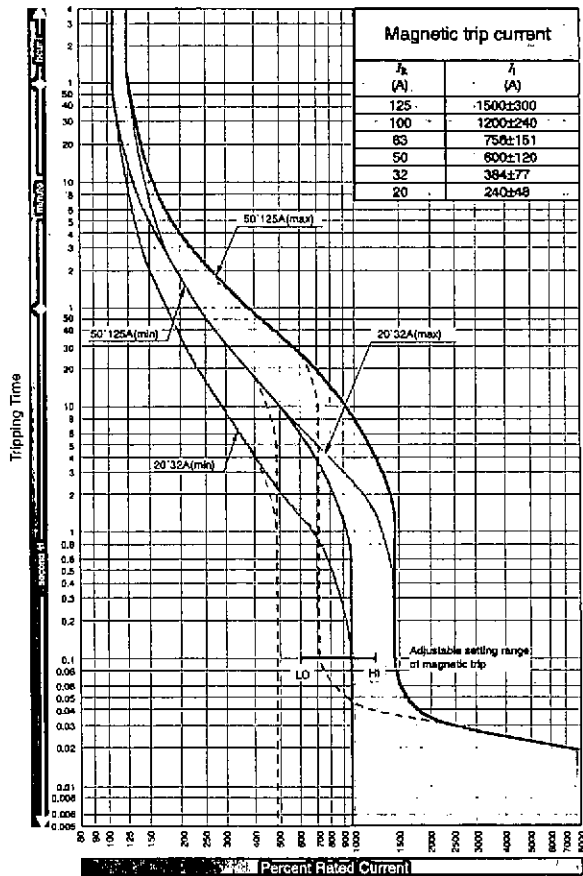 Magnetic trip current
IR
(A)
I1
(A)
125 1500±300
100 1200±240
63 756±151
50 600±120
32 384±77
20 240±48
hour
minute
second
Tripping Time
4
3
2
1
50
40
30
20
10
8
6
5
4
3
2
1
50
40
30
20
10
8
6
5
4
3
2
1
0.8
0.6
0.5
0.4
0.3
0.2
0.1
0.08
0.06
0.05
0.04
0.03
0.02
0.01
0.008
0.006
0.005
50~125A(max)
50~125A(min)
20~32A(max)
20~32A(min)
LO
HI
Adjustable setting range
of magnetic trip
80 90 100 125 150 200 250 300 400 500 600 700 800 900 1000 1500 2000 2500 3000 4000 5000 6000 7000
Percent Rated Current